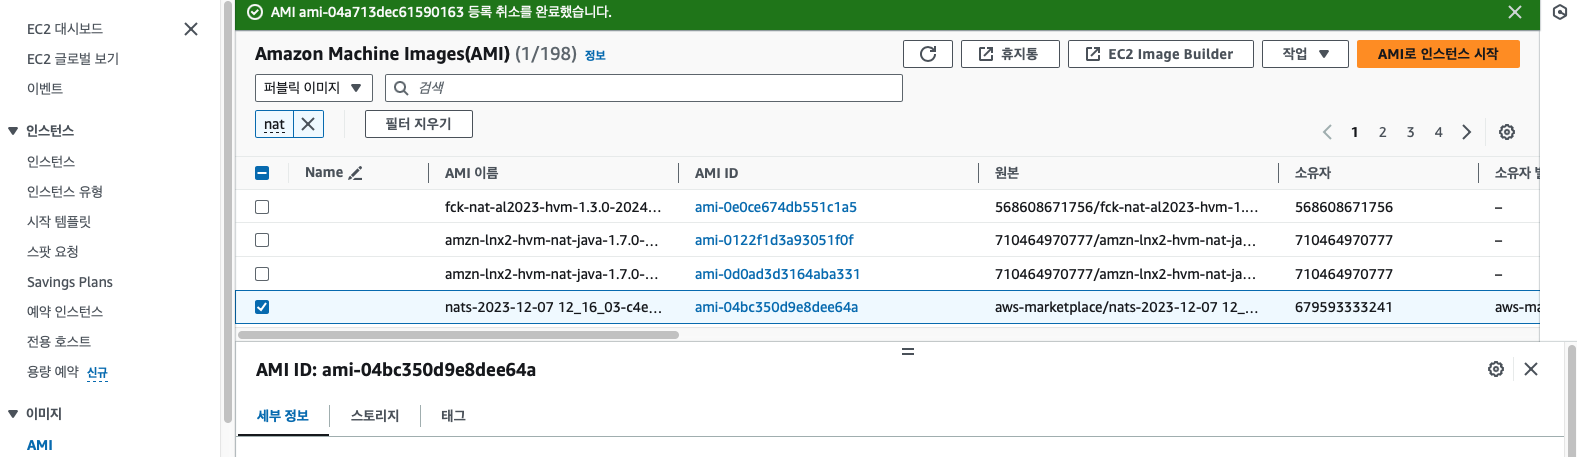 AMI ami-04a713dec61590163 등록 취소를 완료했습니다.
EC2 대시보드
EC2 글로벌 보기
이벤트
인스턴스
인스턴스
인스턴스 유형
시작 템플릿
스팟 요청
Savings Plans
예약 인스턴스
전용 호스트
용량 예약 신규
이미지
AMI
Amazon Machine Images(AMI) (1/198) 정보
휴지통
EC2 Image Builder
작업
AMI로 인스턴스 시작
퍼블릭 이미지
검색
nat
필터 지우기
1 2 3 4
Name AMI 이름 AMI ID 원본 소유자 소유자
fck-nat-al2023-hvm-1.3.0-2024... ami-0e0ce674db551c1a5 568608671756/fck-nat-al2023-hvm-1.... 568608671756 –
amzn-lnx2-hvm-nat-java-1.7.0-... ami-0122f1d3a93051f0f 710464970777/amzn-lnx2-hvm-nat-ja... 710464970777 –
amzn-lnx2-hvm-nat-java-1.7.0-... ami-0d0ad3d3164aba331 710464970777/amzn-lnx2-hvm-nat-ja... 710464970777 –
nats-2023-12-07 12_16_03-c4e... ami-04bc350d9e8dee64a aws-marketplace/nats-2023-12-07 12_... 679593333241 aws-ma
AMI ID: ami-04bc350d9e8dee64a
세부 정보
스토리지
태그